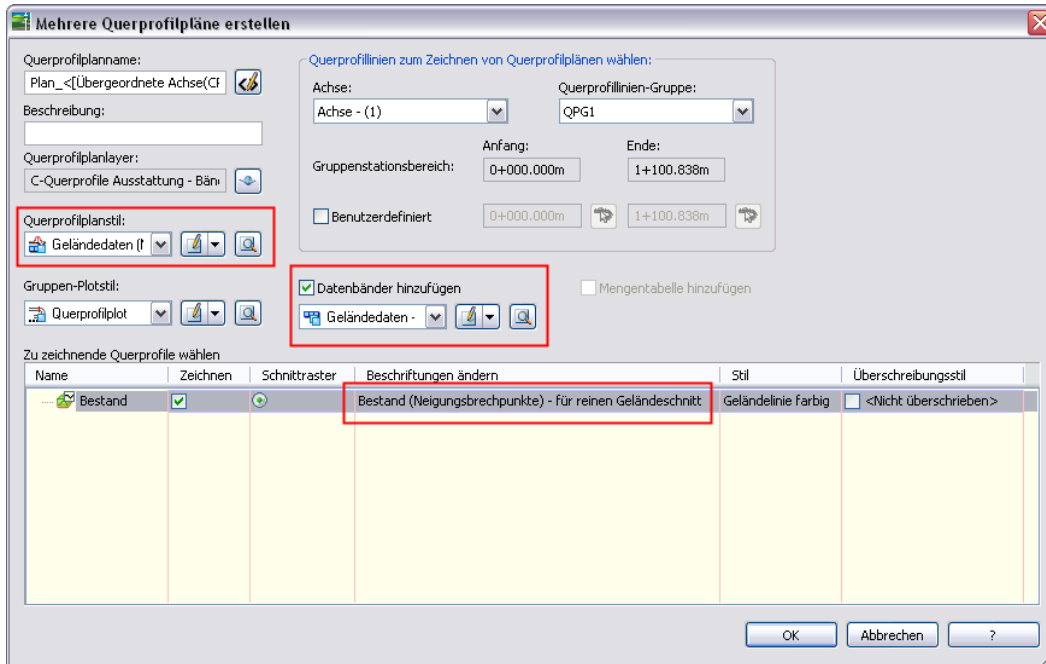 Mehrere Querprofilpläne erstellen
Querprofilplanname:
Plan_<[Übergeordnete Achse(CF
Beschreibung:
Querprofilplanlayer:
C-Querprofile Ausstattung - Bän
Querprofilplanstil:
Geländedaten (
Gruppen-Plotstil:
Querprofilplot
Querprofillinien zum Zeichnen von Querprofilplänen wählen:
Achse:
Achse - (1)
Querprofillinien-Gruppe:
QPG1
Gruppenstationsbereich:
Anfang:
Ende:
0+000.000m
1+100.838m
Benutzerdefiniert
0+000.000m
1+100.838m
Datenbänder hinzufügen
Geländedaten -
Mengentabelle hinzufügen
Zu zeichnende Querprofile wählen
Name Zeichnen Schnittraster Beschriftungen ändern Stil Überschreibungsstil
Bestand Bestand (Neigungsbrechpunkte) - für reinen Geländeschnitt Geländelinie farbig <Nicht überschrieben>
OK Abbrechen ?